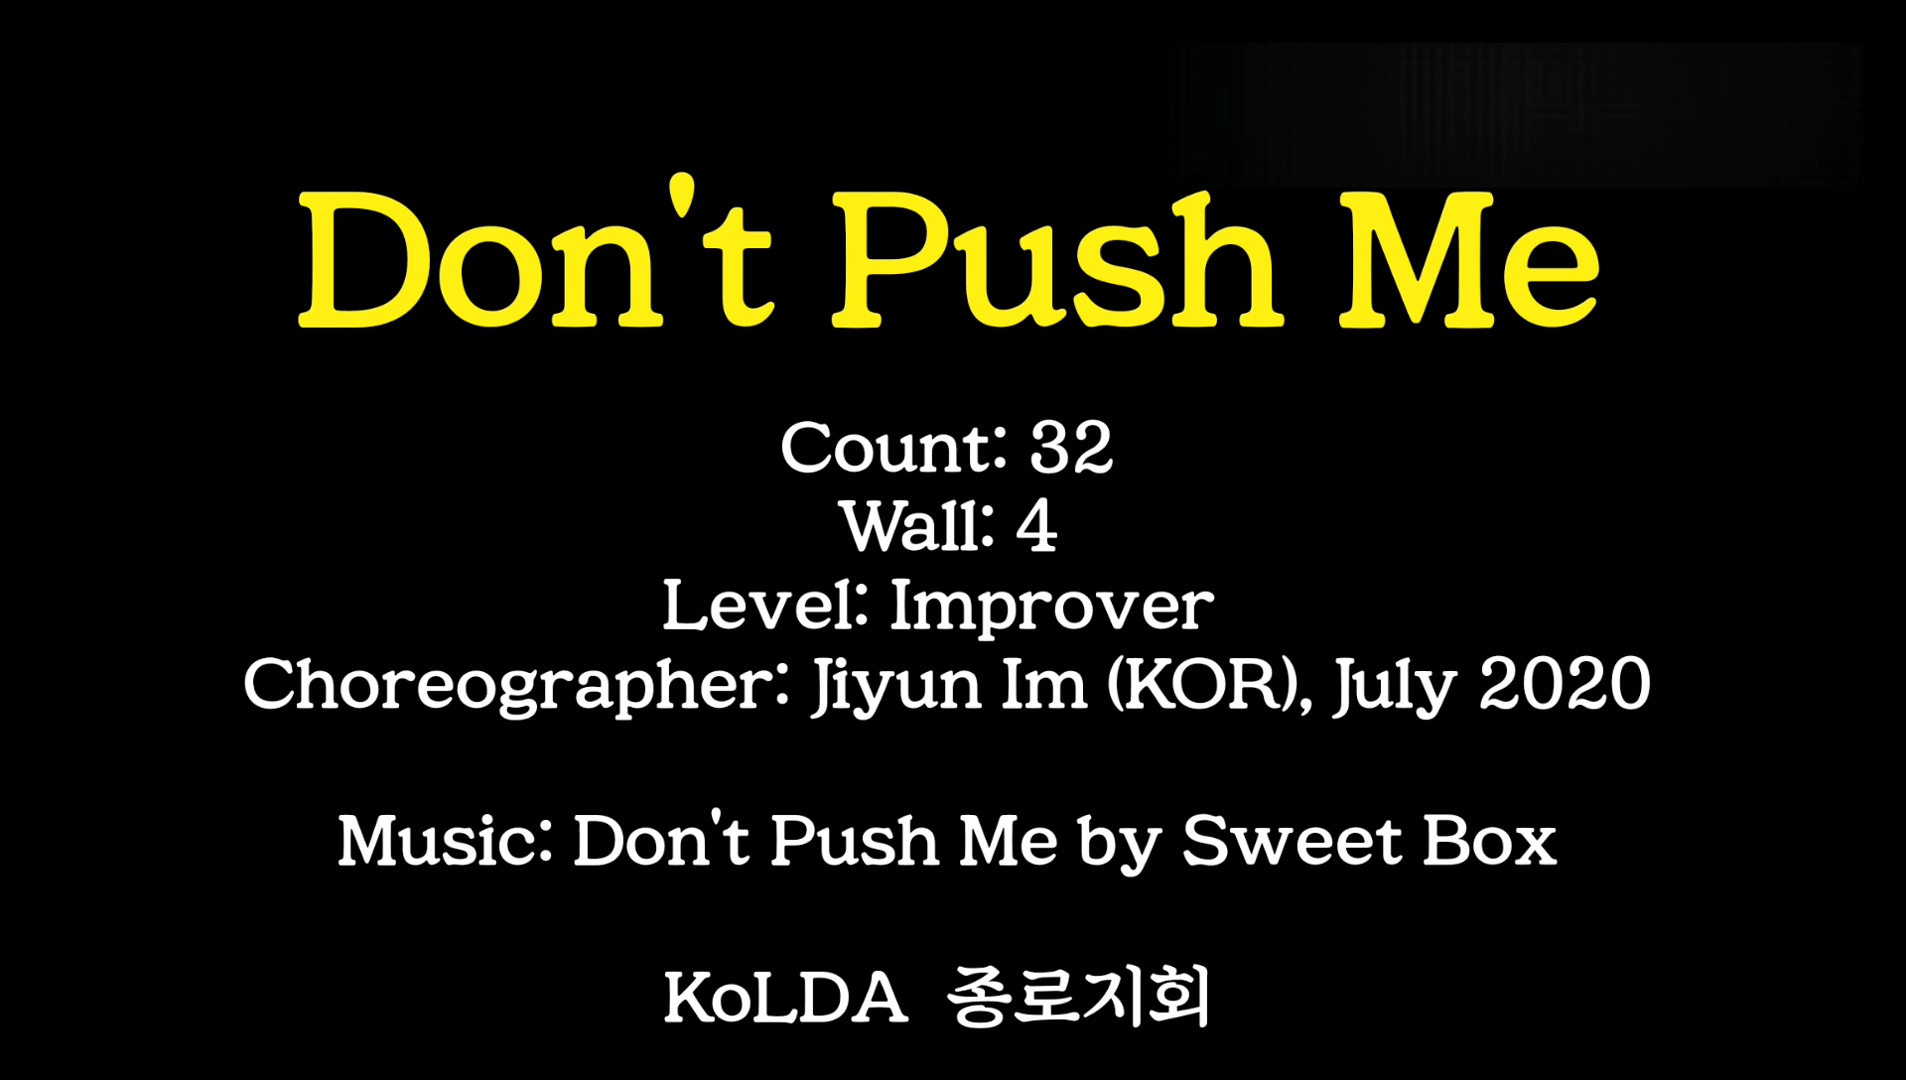 Don't Push Me
Count: 32
Wall: 4
Level: Improver
Choreographer: Jiyun Im (KOR), July 2020
Music: Don't Push Me by Sweet Box
KoLDA 종로지회